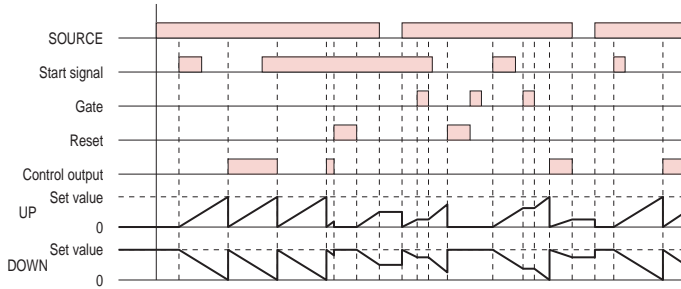 SOURCE
Start signal
Gate
Reset
Control output
Set value
UP
0
Set value
DOWN
0